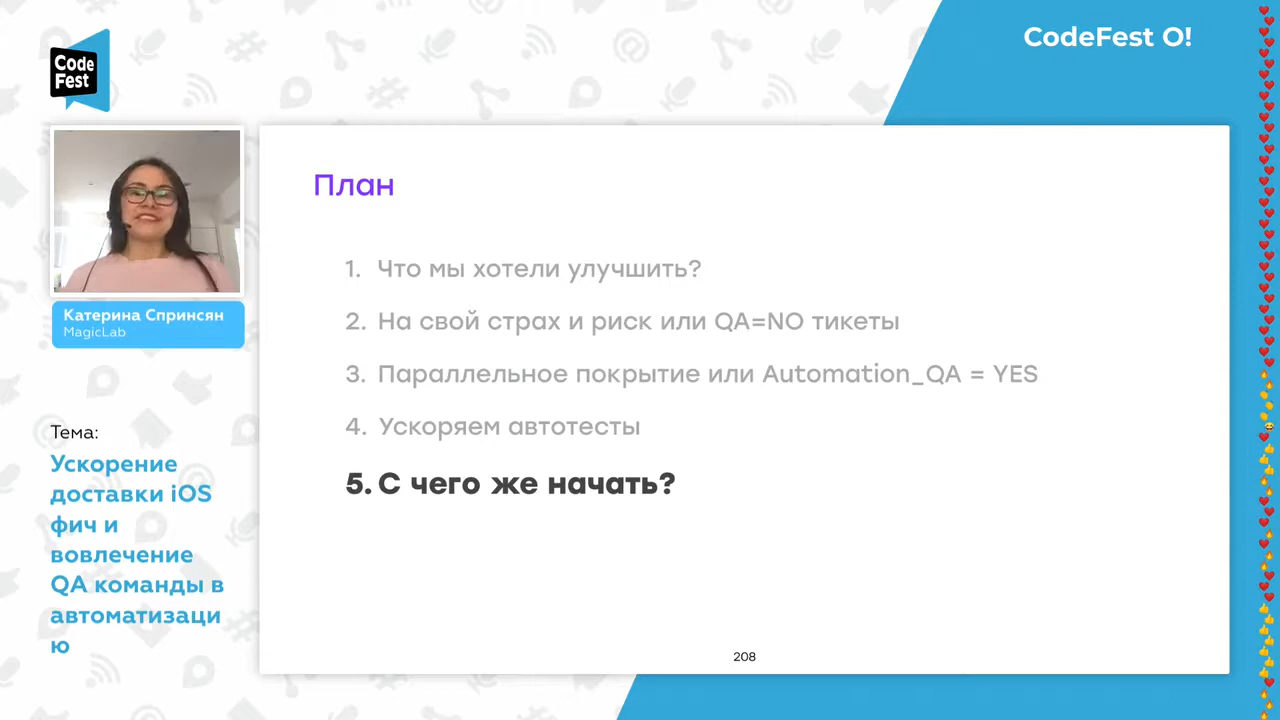 Code
Fest
CodeFest О!
Катерина Спринсян
MagicLab
Тема:
Ускорение
доставки iOS
фич и
вовлечение
QA команды в
автоматизаци
ю
План
1. Что мы хотели улучшить?
2. На свой страх и риск или QA=NO тикеты
3. Параллельное покрытие или Automation_QA = YES
4. Ускоряем автотесты
5. С чего же начать?
208